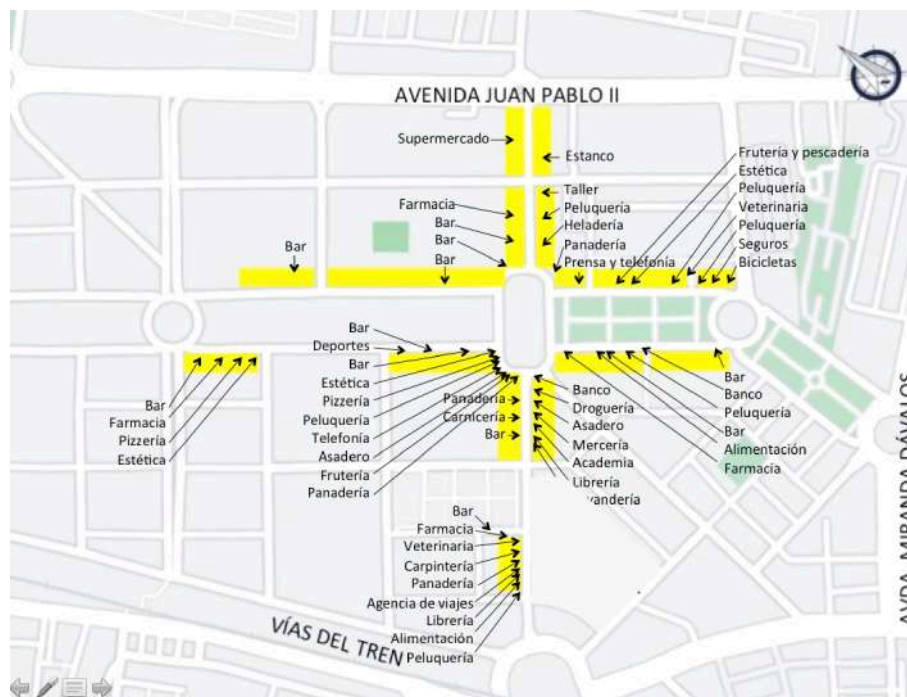 AVENIDA JUAN PABLO II
Supermercado
Estanco
Frutería y pescadería
Estética
Peluquería
Veterinaria
Peluquería
Seguros
Bicicletas
Taller
Peluquería
Heladería
Panadería
Prensa y telefonía
Farmacia
Bar
Bar
Bar
Bar
Bar
Deportes
Bar
Estética
Pizzería
Peluquería
Telefonía
Asadero
Frutería
Panadería
Bar
Farmacia
Pizzería
Estética
Panadería
Carnicería
Bar
Banco
Droguería
Asadero
Mercería
Academia
Librería
vandería
Bar
Banco
Peluquería
Bar
Alimentación
Farmacia
Bar
Farmacia
Veterinaria
Carpintería
Panadería
Agencia de viajes
Librería
Alimentación
Peluquería
VÍAS DEL TREN
AVDA. MIRANDA DÁVALOS